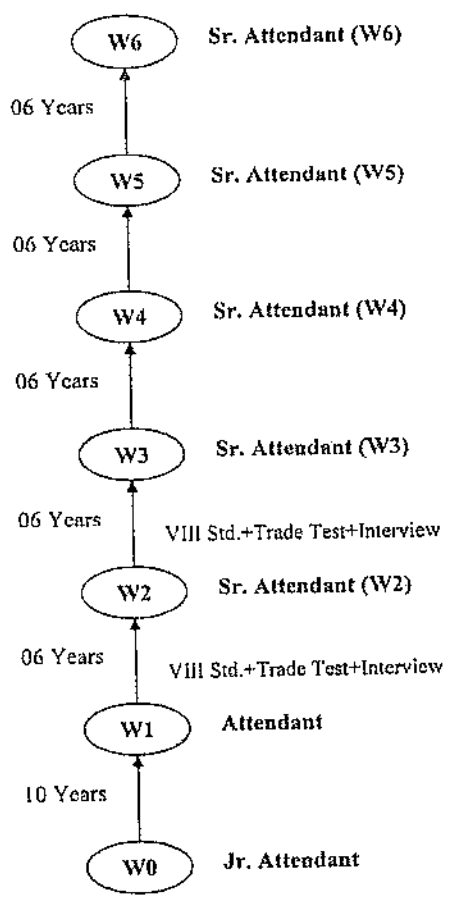 W6 Sr. Attendant (W6)
06 Years
W5 Sr. Attendant (W5)
06 Years
W4 Sr. Attendant (W4)
06 Years
W3 Sr. Attendant (W3)
06 Years VIII Std.+Trade Test+Interview
W2 Sr. Attendant (W2)
06 Years VIII Std.+Trade Test+Interview
W1 Attendant
10 Years
W0 Jr. Attendant